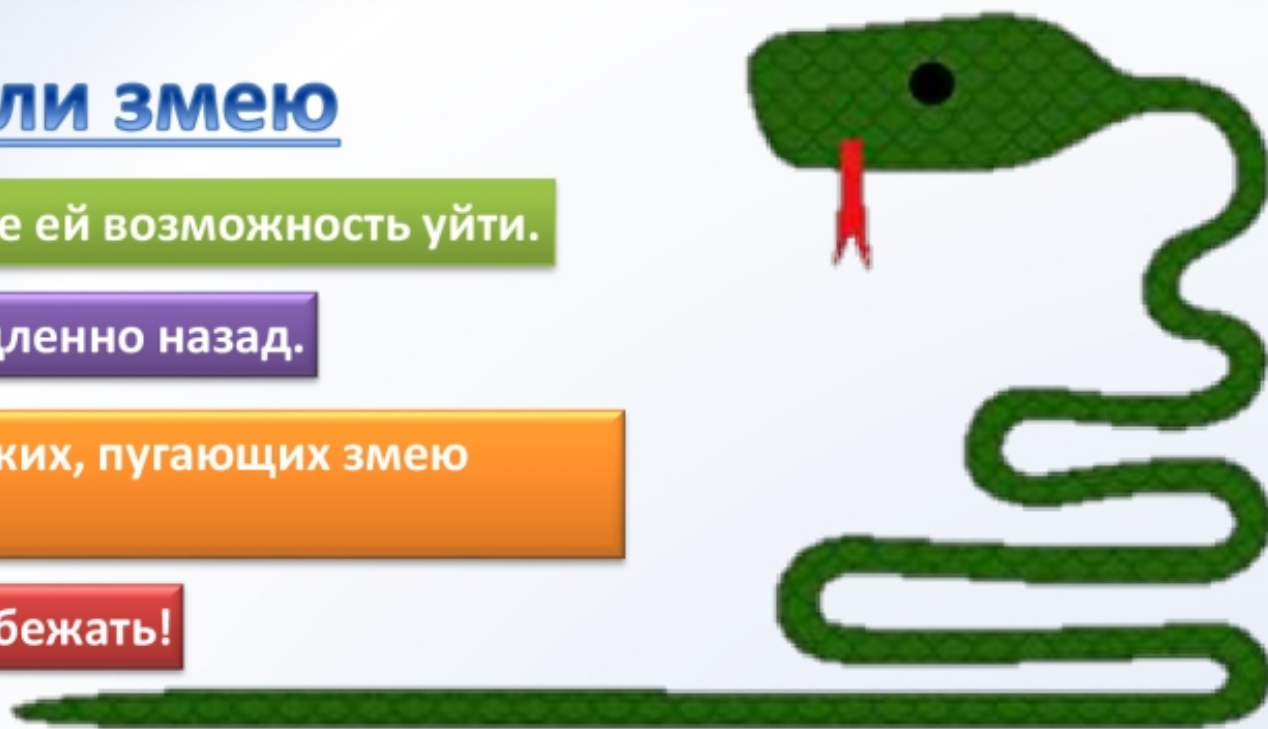 ли змею
е ей возможность уйти.
дленно назад.
ких, пугающих змею
бежать!